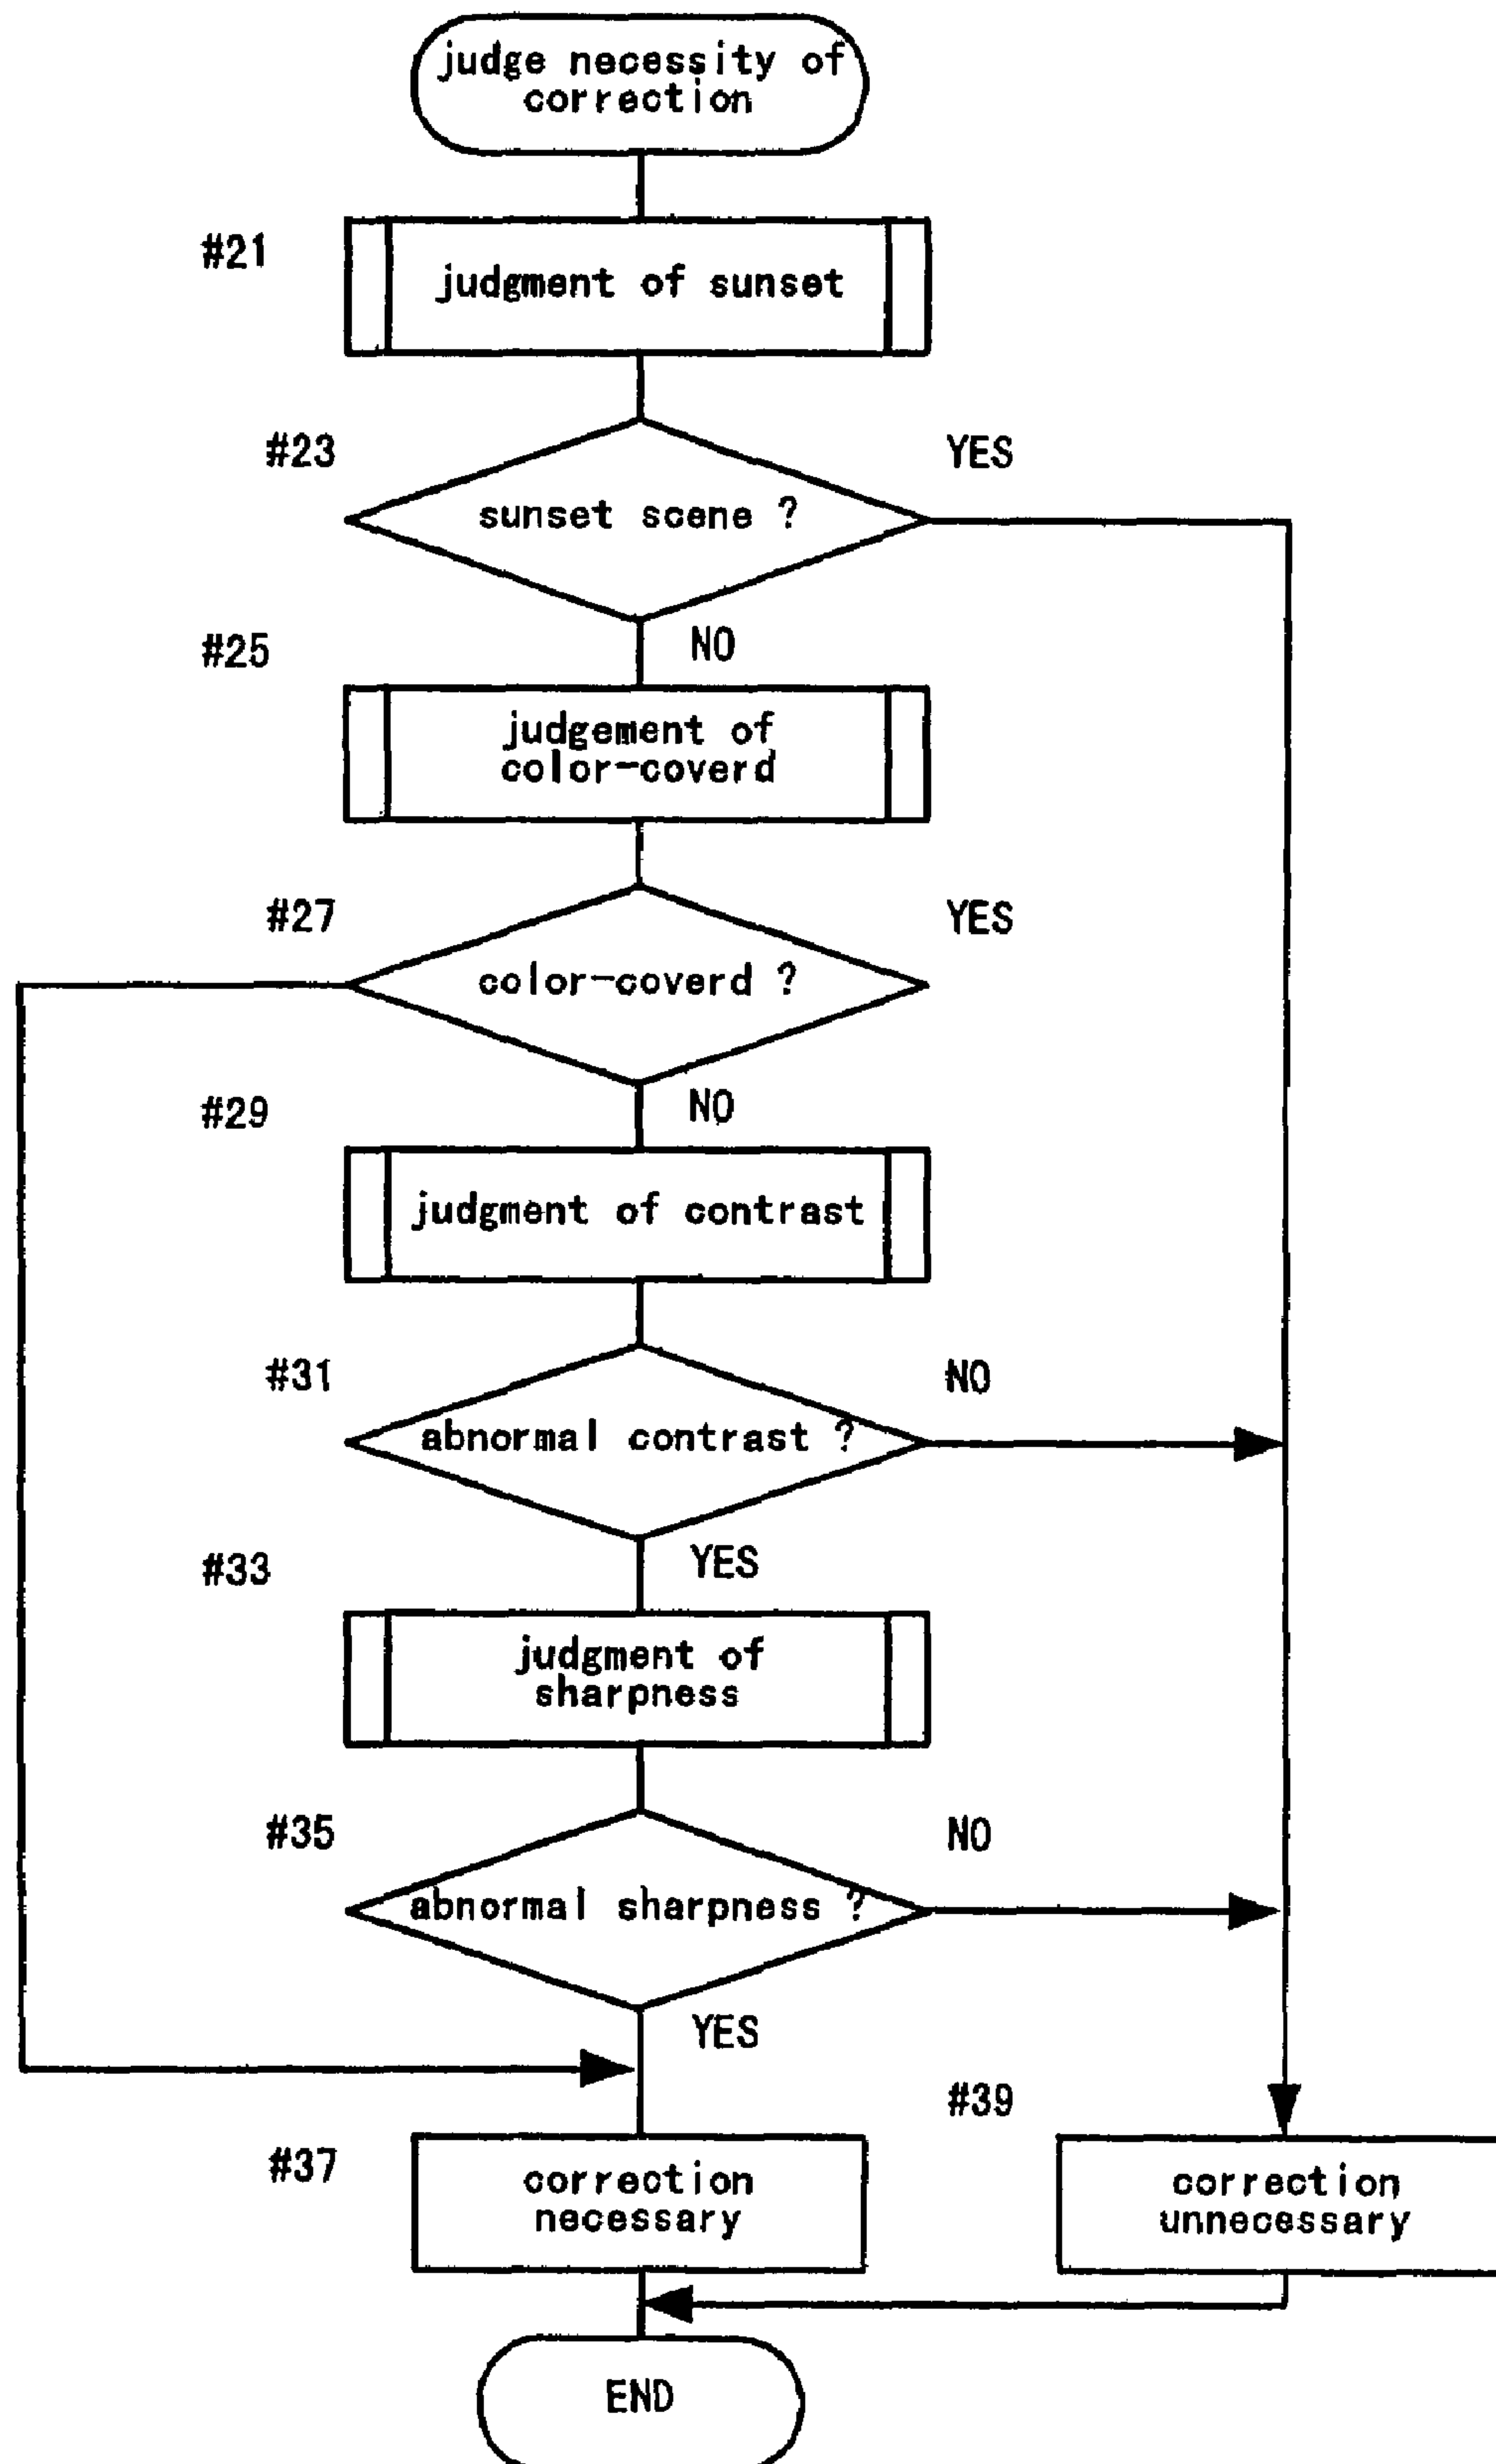 judge necessity of
correction
#21
judgment of sunset
#23
YES
sunset scene ?
NO
#25
judgement of
color-coverd
#27
YES
color-coverd ?
NO
#29
judgment of contrast
#31
NO
abnormal contrast ?
YES
#33
judgment of
sharpness
#35
NO
abnormal sharpness ?
YES
#39
#37
correction
necessary
correction
unnecessary
END